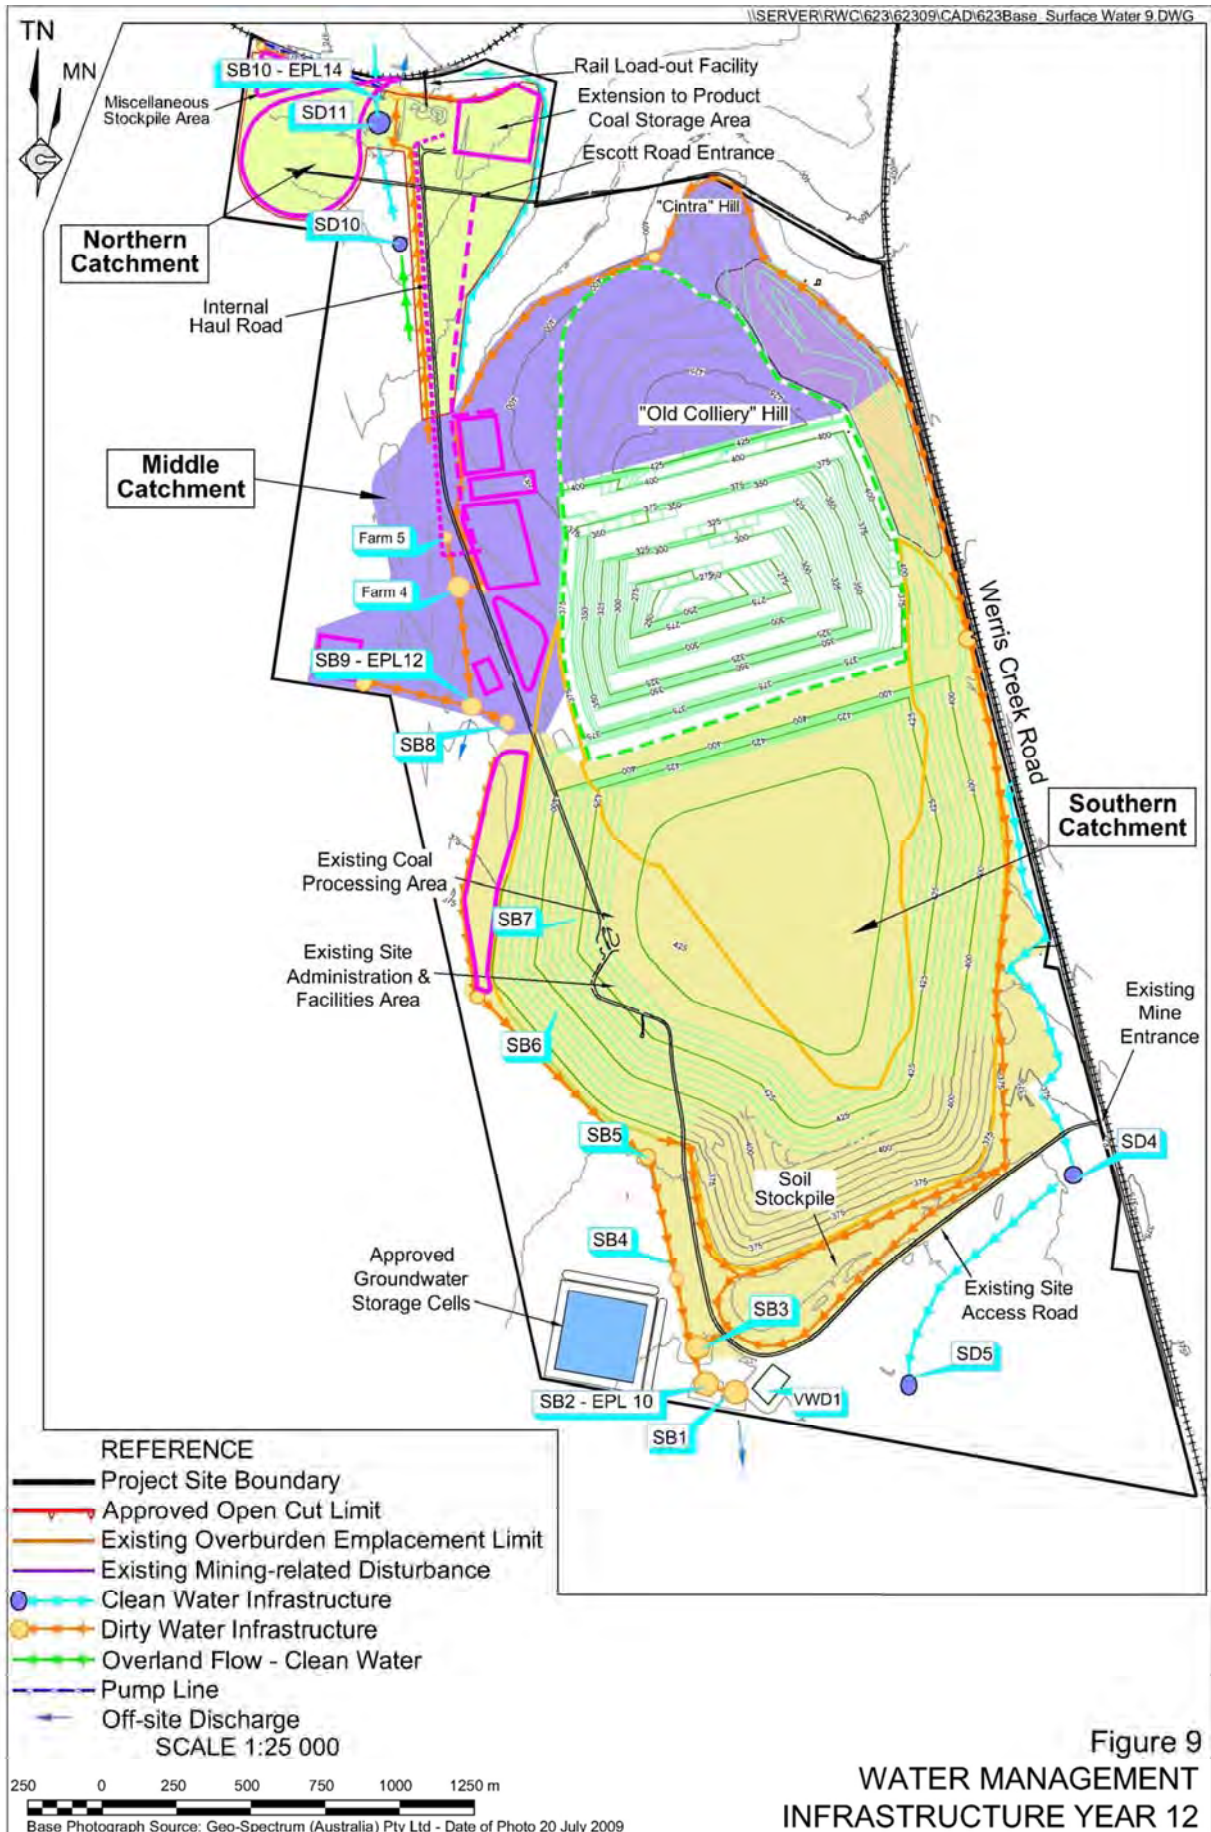 \\SERVER\RWC\623\62309\CAD\623Base_Surface Water 9.DWG
TN
MN
SB10 - EPL14
Rail Load-out Facility
Miscellaneous
Stockpile Area
SD11
Extension to Product
Coal Storage Area
Escott Road Entrance
"Cintra" Hill
SD10
Northern
Catchment
Internal
Haul Road
"Old Colliery" Hill
Middle
Catchment
Farm 5
Farm 4
SB9 - EPL12
SB8
Werris Creek Road
Southern
Catchment
Existing Coal
Processing Area
SB7
Existing Site
Administration &
Facilities Area
SB6
Existing
Mine
Entrance
SB5
SD4
Soil
Stockpile
SB4
Approved
Groundwater
Storage Cells
Existing Site
Access Road
SB3
SD5
SB2 - EPL 10
VWD1
SB1
REFERENCE
Project Site Boundary
Approved Open Cut Limit
Existing Overburden Emplacement Limit
Existing Mining-related Disturbance
Clean Water Infrastructure
Dirty Water Infrastructure
Overland Flow - Clean Water
Pump Line
Off-site Discharge
SCALE 1:25 000
250 0 250 500 750 1000 1250 m
Base Photograph Source: Geo-Spectrum (Australia) Pty Ltd - Date of Photo 20 July 2009
Figure 9
WATER MANAGEMENT
INFRASTRUCTURE YEAR 12